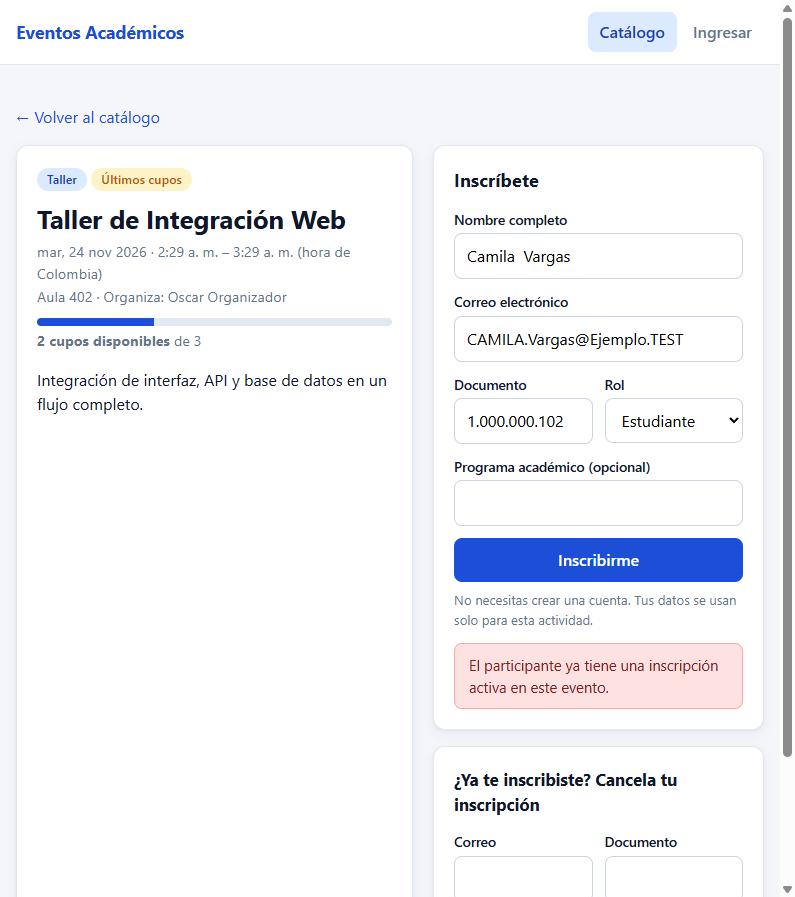 Eventos Académicos
Catálogo
Ingresar
← Volver al catálogo
Taller
Últimos cupos
Taller de Integración Web
mar, 24 nov 2026 · 2:29 a. m. – 3:29 a. m. (hora de
Colombia)
Aula 402 · Organiza: Oscar Organizador
2 cupos disponibles de 3
Integración de interfaz, API y base de datos en un
flujo completo.
Inscríbete
Nombre completo
Camila  Vargas
Correo electrónico
CAMILA.Vargas@Ejemplo.TEST
Documento
Rol
1.000.000.102
Estudiante
Programa académico (opcional)
Inscribirme
No necesitas crear una cuenta. Tus datos se usan
solo para esta actividad.
El participante ya tiene una inscripción
activa en este evento.
¿Ya te inscribiste? Cancela tu
inscripción
Correo
Documento